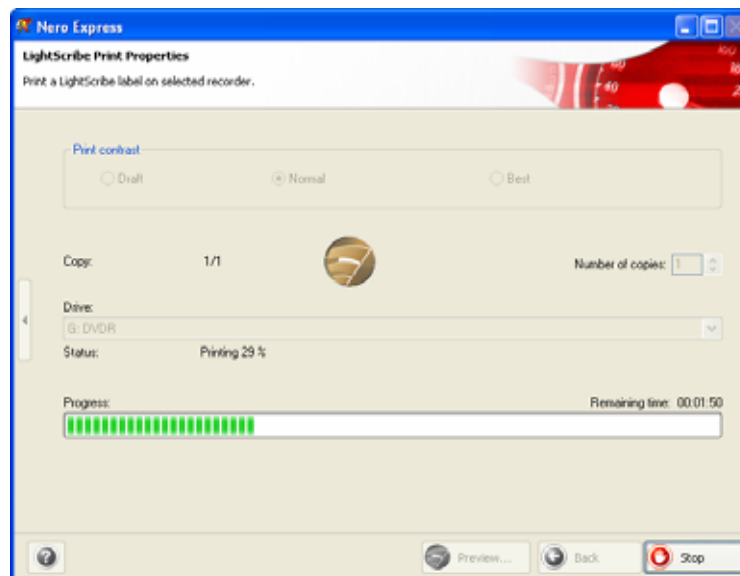 Nero Express
LightScribe Print Properties
Print a LightScribe label on selected recorder.
Print contrast
Draft Normal Best
Copy: 1/1 Number of copies: 1
Drive:
G: DVDR
Status: Printing 29 %
Progress: Remaining time: 00:01:50
Preview... Back Stop